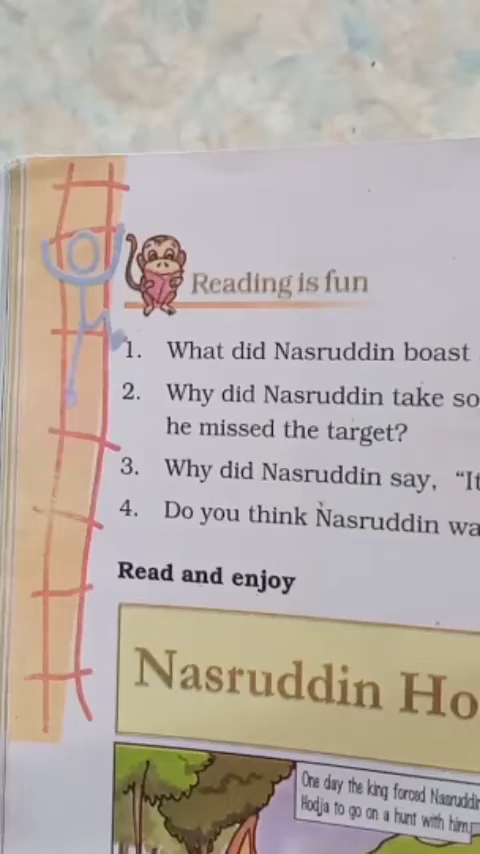 Reading is fun
1. What did Nasruddin boast
2. Why did Nasruddin take so
he missed the target?
3. Why did Nasruddin say, "It
4. Do you think Nasruddin wa
Read and enjoy
Nasruddin Ho
One day the king forced Nasruddin
Hodja to go on a hunt with him.